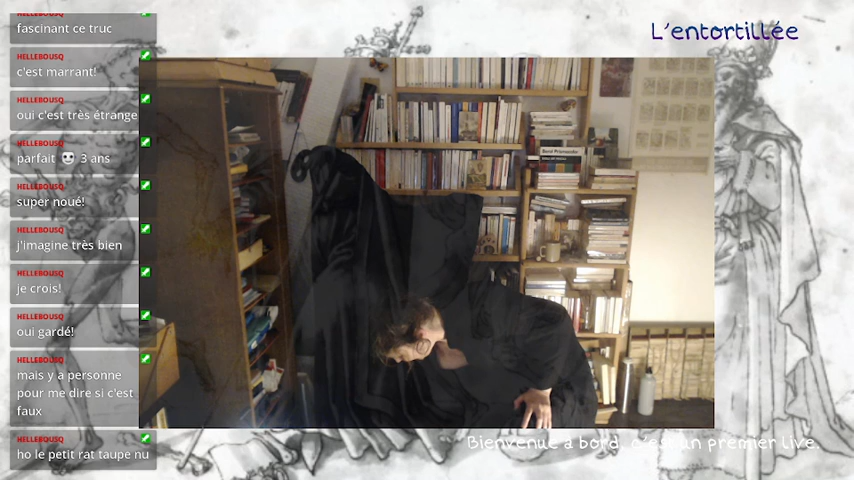 L'entortillée
fascinant ce truc
HELLEBOUSQ
c'est marrant!
HELLEBOUSQ
oui c'est très étrange
HELLEBOUSQ
parfait 💀 3 ans
HELLEBOUSQ
super noué!
HELLEBOUSQ
j'imagine très bien
HELLEBOUSQ
je crois!
HELLEBOUSQ
oui gardé!
HELLEBOUSQ
mais y a personne
pour me dire si c'est
faux
HELLEBOUSQ
ho le petit rat taupe nu
Bienvenue à bord, c'est un premier live.